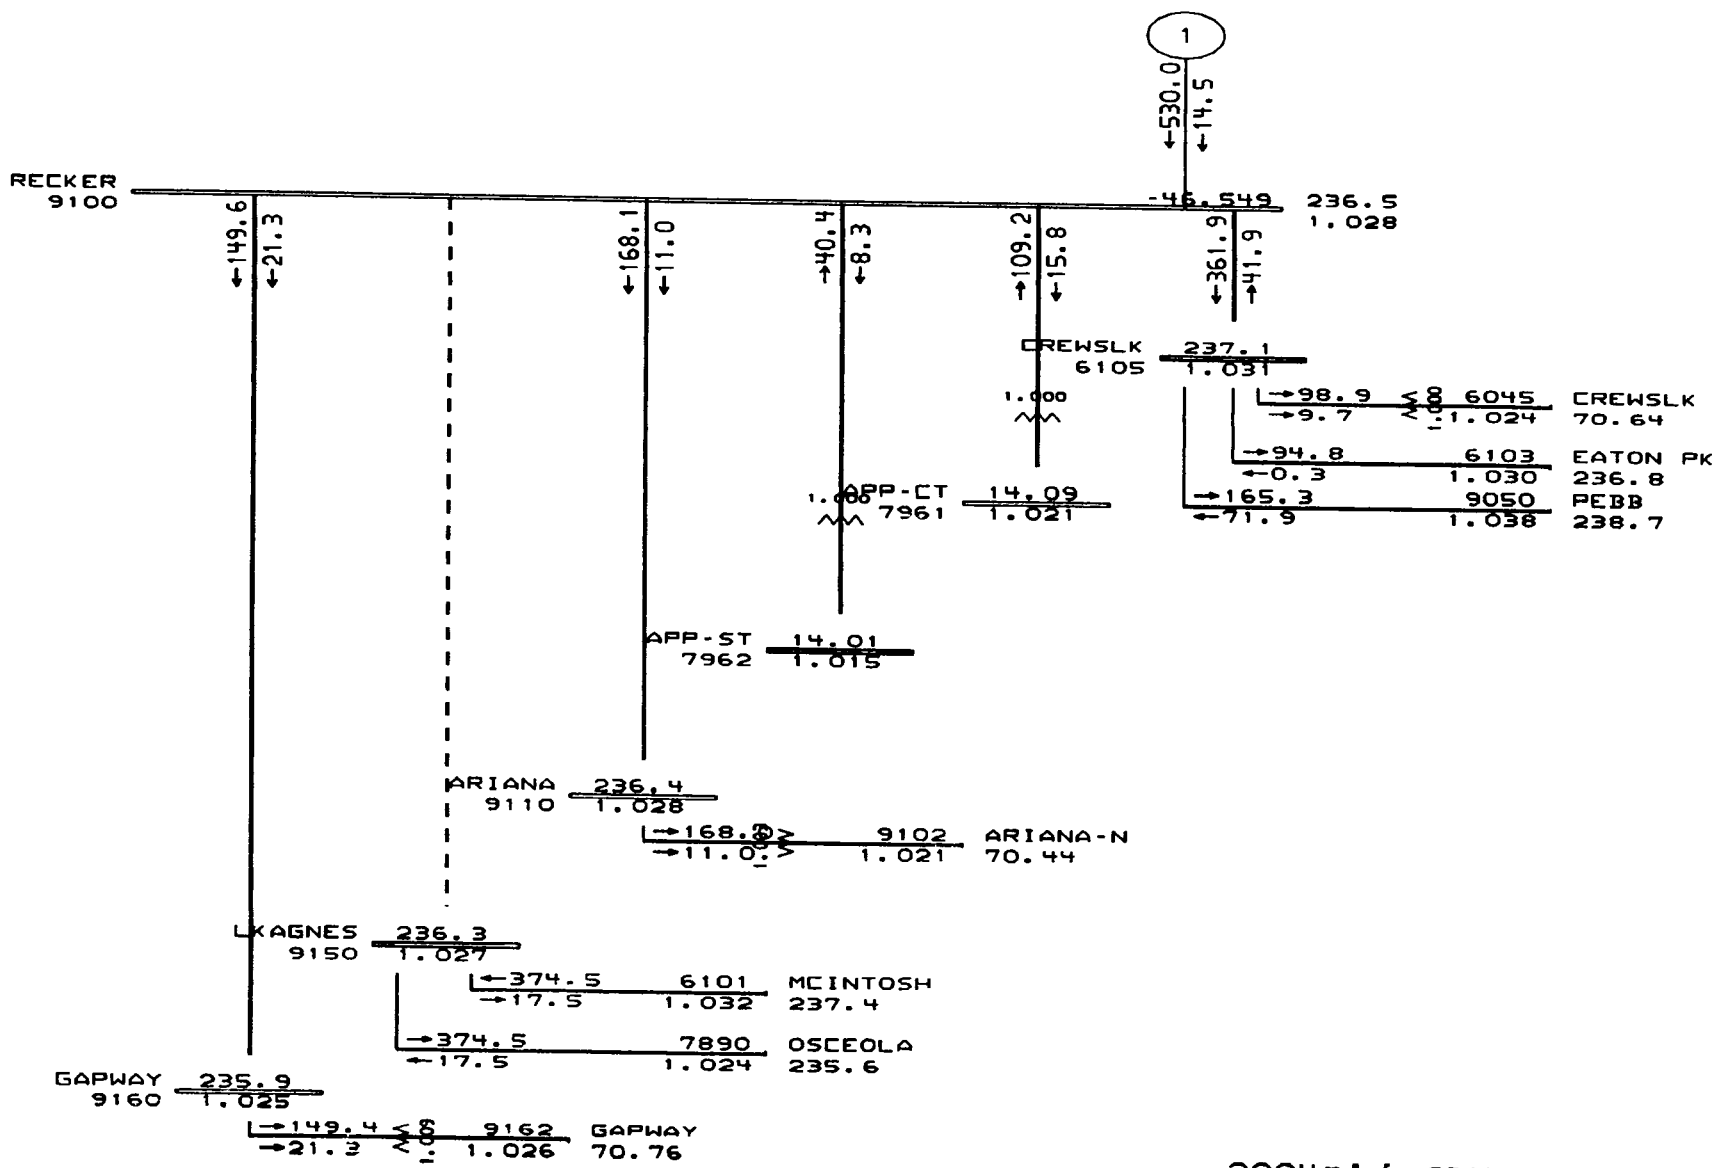 1
←530.0
←14.5
RECKER
9100
-46.549 236.5
1.028
←149.6
←21.3
←168.1
←11.0
→40.4
←8.3
→109.2
←15.8
←361.9
→41.9
CREWSLK 237.1
6105 1.031
→98.9 6045 CREWSLK
→9.7 1.024 70.64
→94.8 6103 EATON PK
←0.3 1.030 236.8
→165.3 9050 PEBB
←71.9 1.038 238.7
1.000
APP-CT 14.09
7961 1.021
1.000
APP-ST 14.01
7962 1.015
ARIANA 236.4
9110 1.028
9102 ARIANA-N
→11.0 1.021 70.44
LKAGNES 236.3
9150 1.027
←374.5 6101 MCINTOSH
→17.5 1.032 237.4
→374.5 7890 OSCEOLA
←17.5 1.024 235.6
GAPWAY 235.9
9160 1.025
→149.4 9162 GAPWAY
→21.3 1.026 70.76